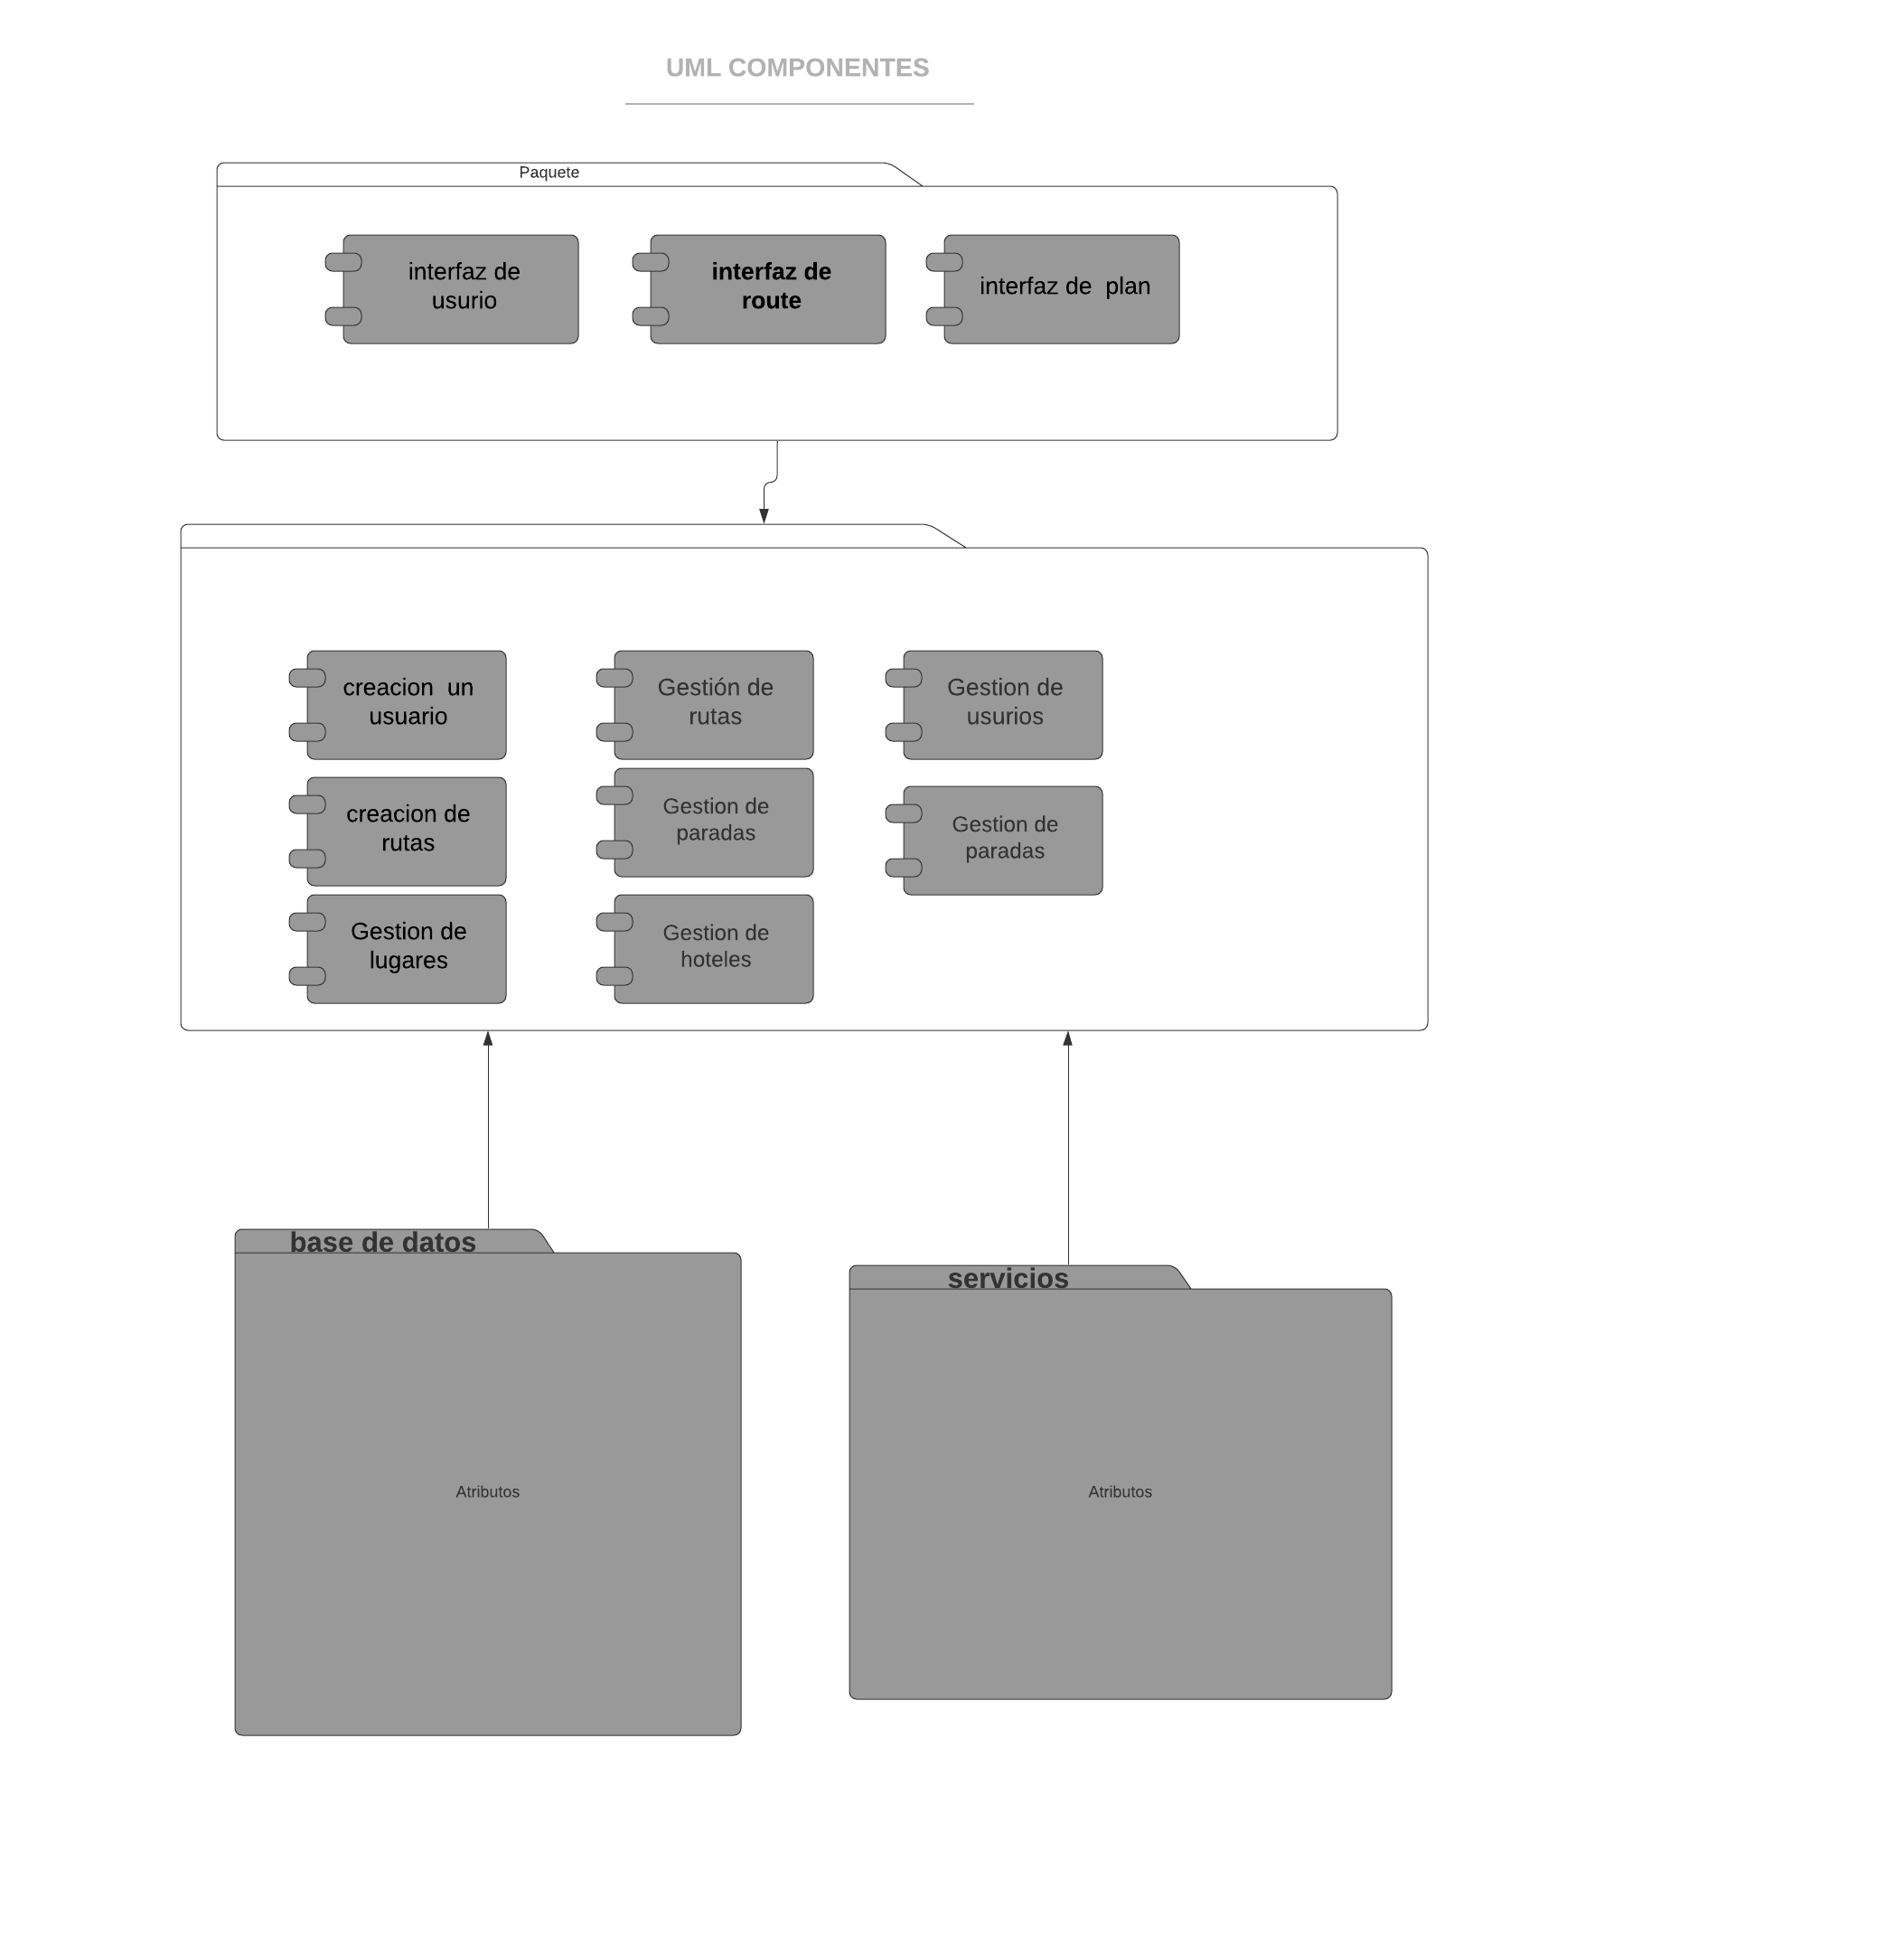 UML COMPONENTES
Paquete
interfaz de
usurio
interfaz de
route
interfaz de  plan
creacion  un
usuario
Gestión de
rutas
Gestion de
usurios
creacion de
rutas
Gestion de
paradas
Gestion de
paradas
Gestion de
lugares
Gestion de
hoteles
base de datos
servicios
Atributos
Atributos